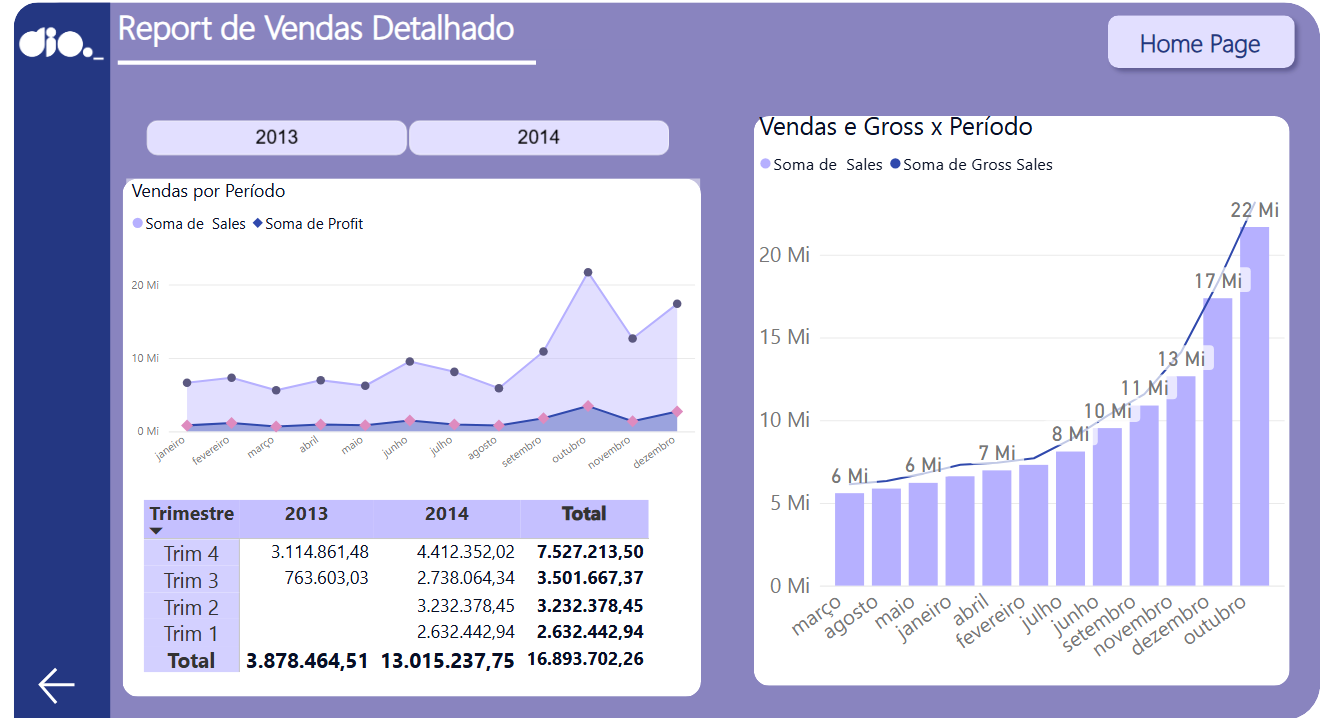 dio._
Report de Vendas Detalhado
Home Page
2013 2014
Vendas por Período
Soma de Sales Soma de Profit
20 Mi
10 Mi
0 Mi
janeiro fevereiro março abril maio junho julho agosto setembro outubro novembro dezembro
Trimestre 2013 2014 Total
Trim 4 3.114.861,48 4.412.352,02 7.527.213,50
Trim 3 763.603,03 2.738.064,34 3.501.667,37
Trim 2 3.232.378,45 3.232.378,45
Trim 1 2.632.442,94 2.632.442,94
Total 3.878.464,51 13.015.237,75 16.893.702,26
Vendas e Gross x Período
Soma de Sales Soma de Gross Sales
22 Mi
20 Mi
17 Mi
15 Mi
13 Mi
11 Mi
10 Mi 10 Mi
8 Mi
7 Mi
6 Mi 6 Mi
5 Mi
0 Mi
março agosto maio janeiro abril fevereiro julho junho setembro novembro dezembro outubro